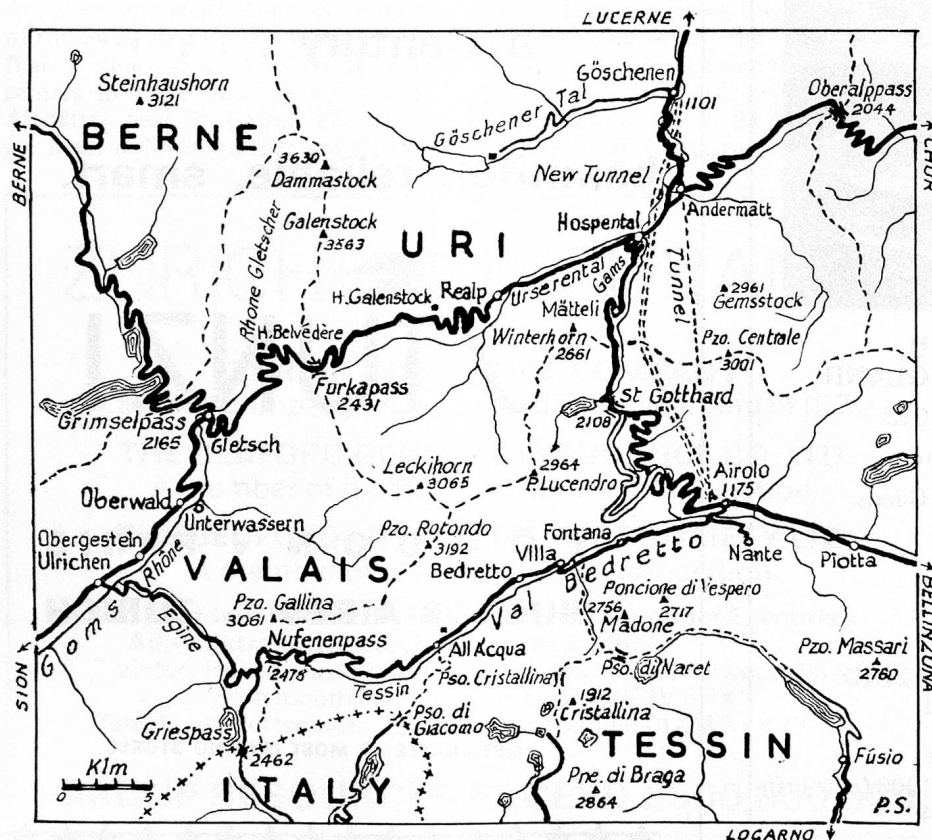 LUCERNE
Steinhaushorn
3121
Göschenen
1101
Oberalppass
2044
BERNE
BERNE
Göschener Tal
CHUR
3630
Dammastock
New Tunnel
Andermatt
Rhone Gletscher
Galenstock
3563
URI
Hospental
Gams
Tunnel
2961
Gemsstock
H. Galenstock
Realp
Urserental
Mätteli
Winterhorn
2661
Pzo. Centrale
3001
H. Belvédère
Furkapass
2431
St Gotthard
2108
Grimselpass
2165
Gletsch
Leckihorn
3065
2964
P. Lucendro
Airolo
1175
Oberwald
Unterwassern
Pzo. Rotondo
3192
Fontana
Villa
Bedretto
Val Bedretto
Nante
Piotta
Obergesteln
Ulrichen
Rhône
VALAIS
Goms
Egine
Pzo. Gallina
3061
Nufenenpass
2478
Poncione di Vespero
2756
2717
Madone
BELLINZONA
SION
All'Acqua
Pso. Cristallina
Pso. di Naret
Pzo. Massari
2760
Tessin
Pso. di Giacomo
1912
Cristallina
Griespass
2462
TESSIN
Fúsio
Klm
0 5
ITALY
Pne. di Braga
2864
P.S.
LOCARNO